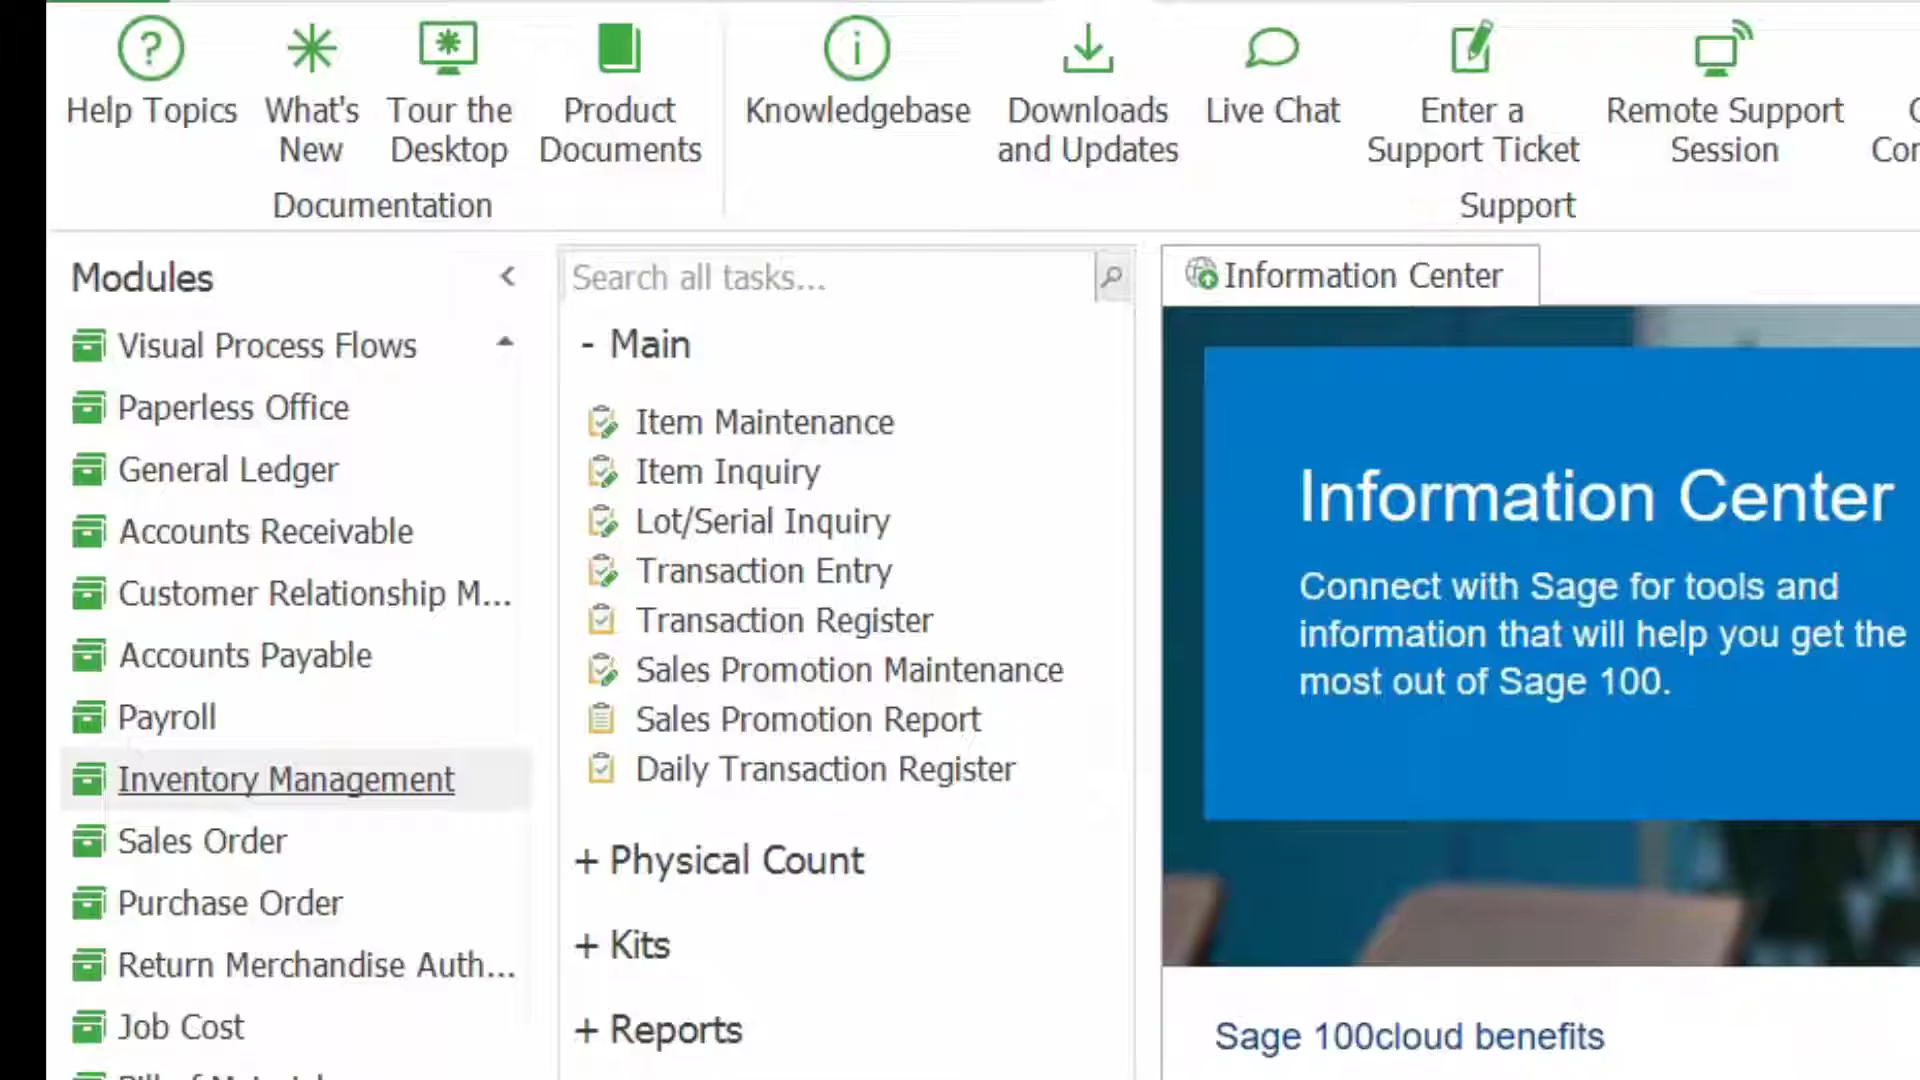 Help Topics
What's New
Tour the Desktop
Product Documents
Documentation
Knowledgebase
Downloads and Updates
Live Chat
Enter a Support Ticket
Remote Support Session
Support
Modules
Visual Process Flows
Paperless Office
General Ledger
Accounts Receivable
Customer Relationship M...
Accounts Payable
Payroll
Inventory Management
Sales Order
Purchase Order
Return Merchandise Auth...
Job Cost
Search all tasks...
- Main
Item Maintenance
Item Inquiry
Lot/Serial Inquiry
Transaction Entry
Transaction Register
Sales Promotion Maintenance
Sales Promotion Report
Daily Transaction Register
+ Physical Count
+ Kits
+ Reports
Information Center
Information Center
Connect with Sage for tools and
information that will help you get the
most out of Sage 100.
Sage 100cloud benefits